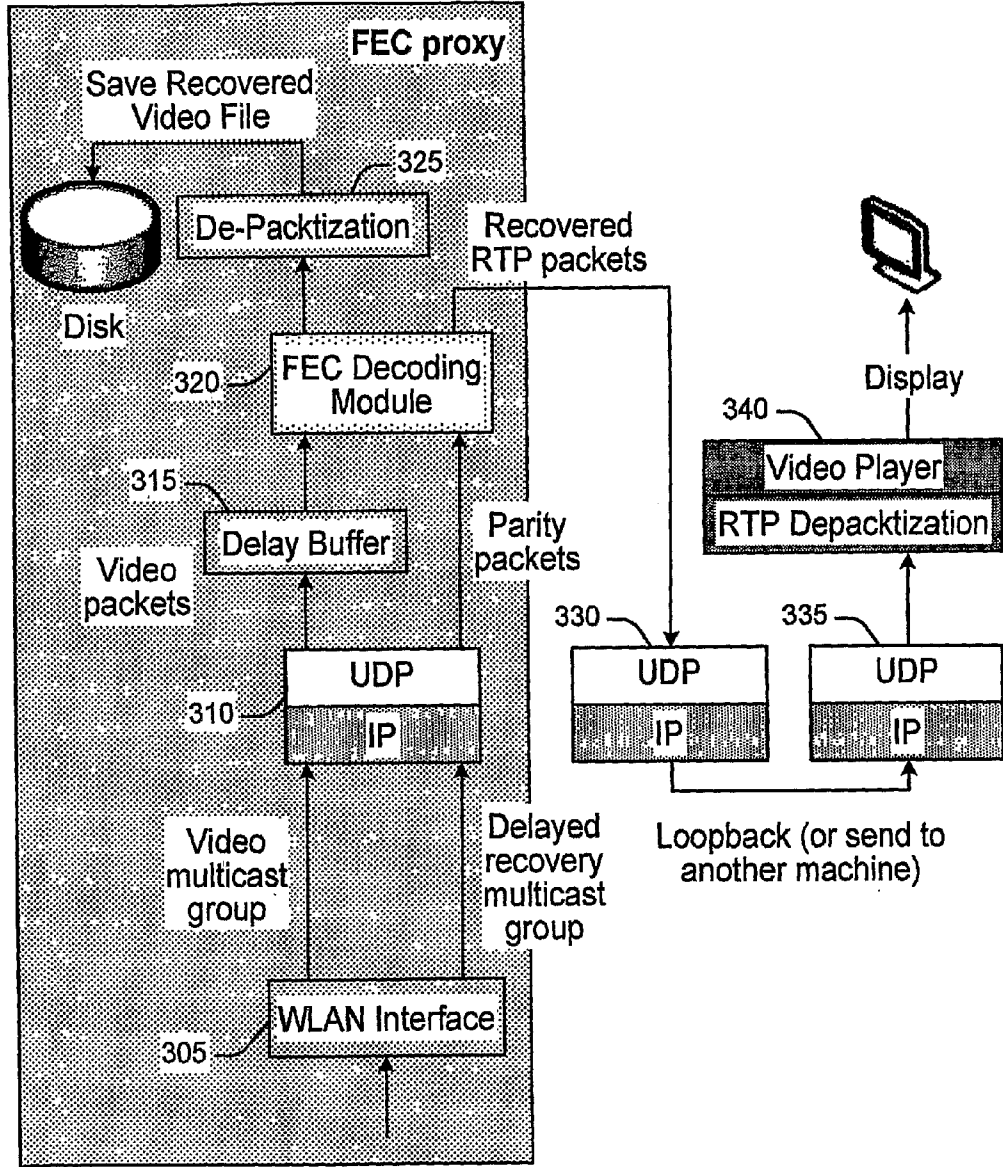 FEC proxy
Save Recovered
Video File
325
De-Packtization
Disk
Recovered
RTP packets
320
FEC Decoding
Module
Display
340
Video Player
RTP Depacktization
315
Delay Buffer
Video
packets
Parity
packets
330
335
310
UDP
IP
UDP
IP
UDP
IP
Video
multicast
group
Delayed
recovery
multicast
group
Loopback (or send to
another machine)
305
WLAN Interface